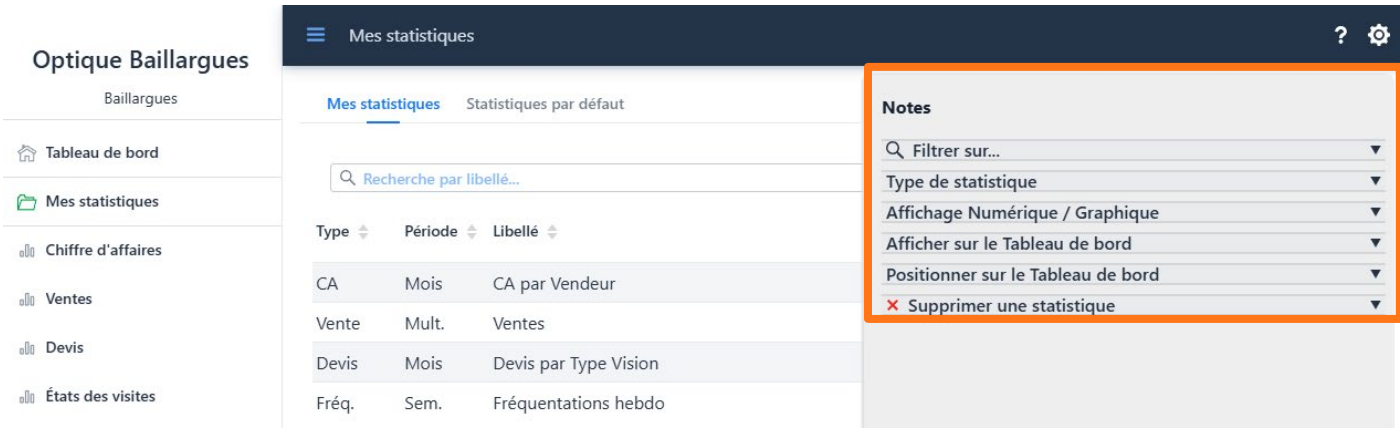 Optique Baillargues
Baillargues
Tableau de bord
Mes statistiques
Chiffre d'affaires
Ventes
Devis
États des visites
Mes statistiques
?
Mes statistiques Statistiques par défaut
Recherche par libellé...
Type Période Libellé
CA Mois CA par Vendeur
Vente Mult. Ventes
Devis Mois Devis par Type Vision
Fréq. Sem. Fréquentations hebdo
Notes
Filtrer sur...
Type de statistique
Affichage Numérique / Graphique
Afficher sur le Tableau de bord
Positionner sur le Tableau de bord
Supprimer une statistique